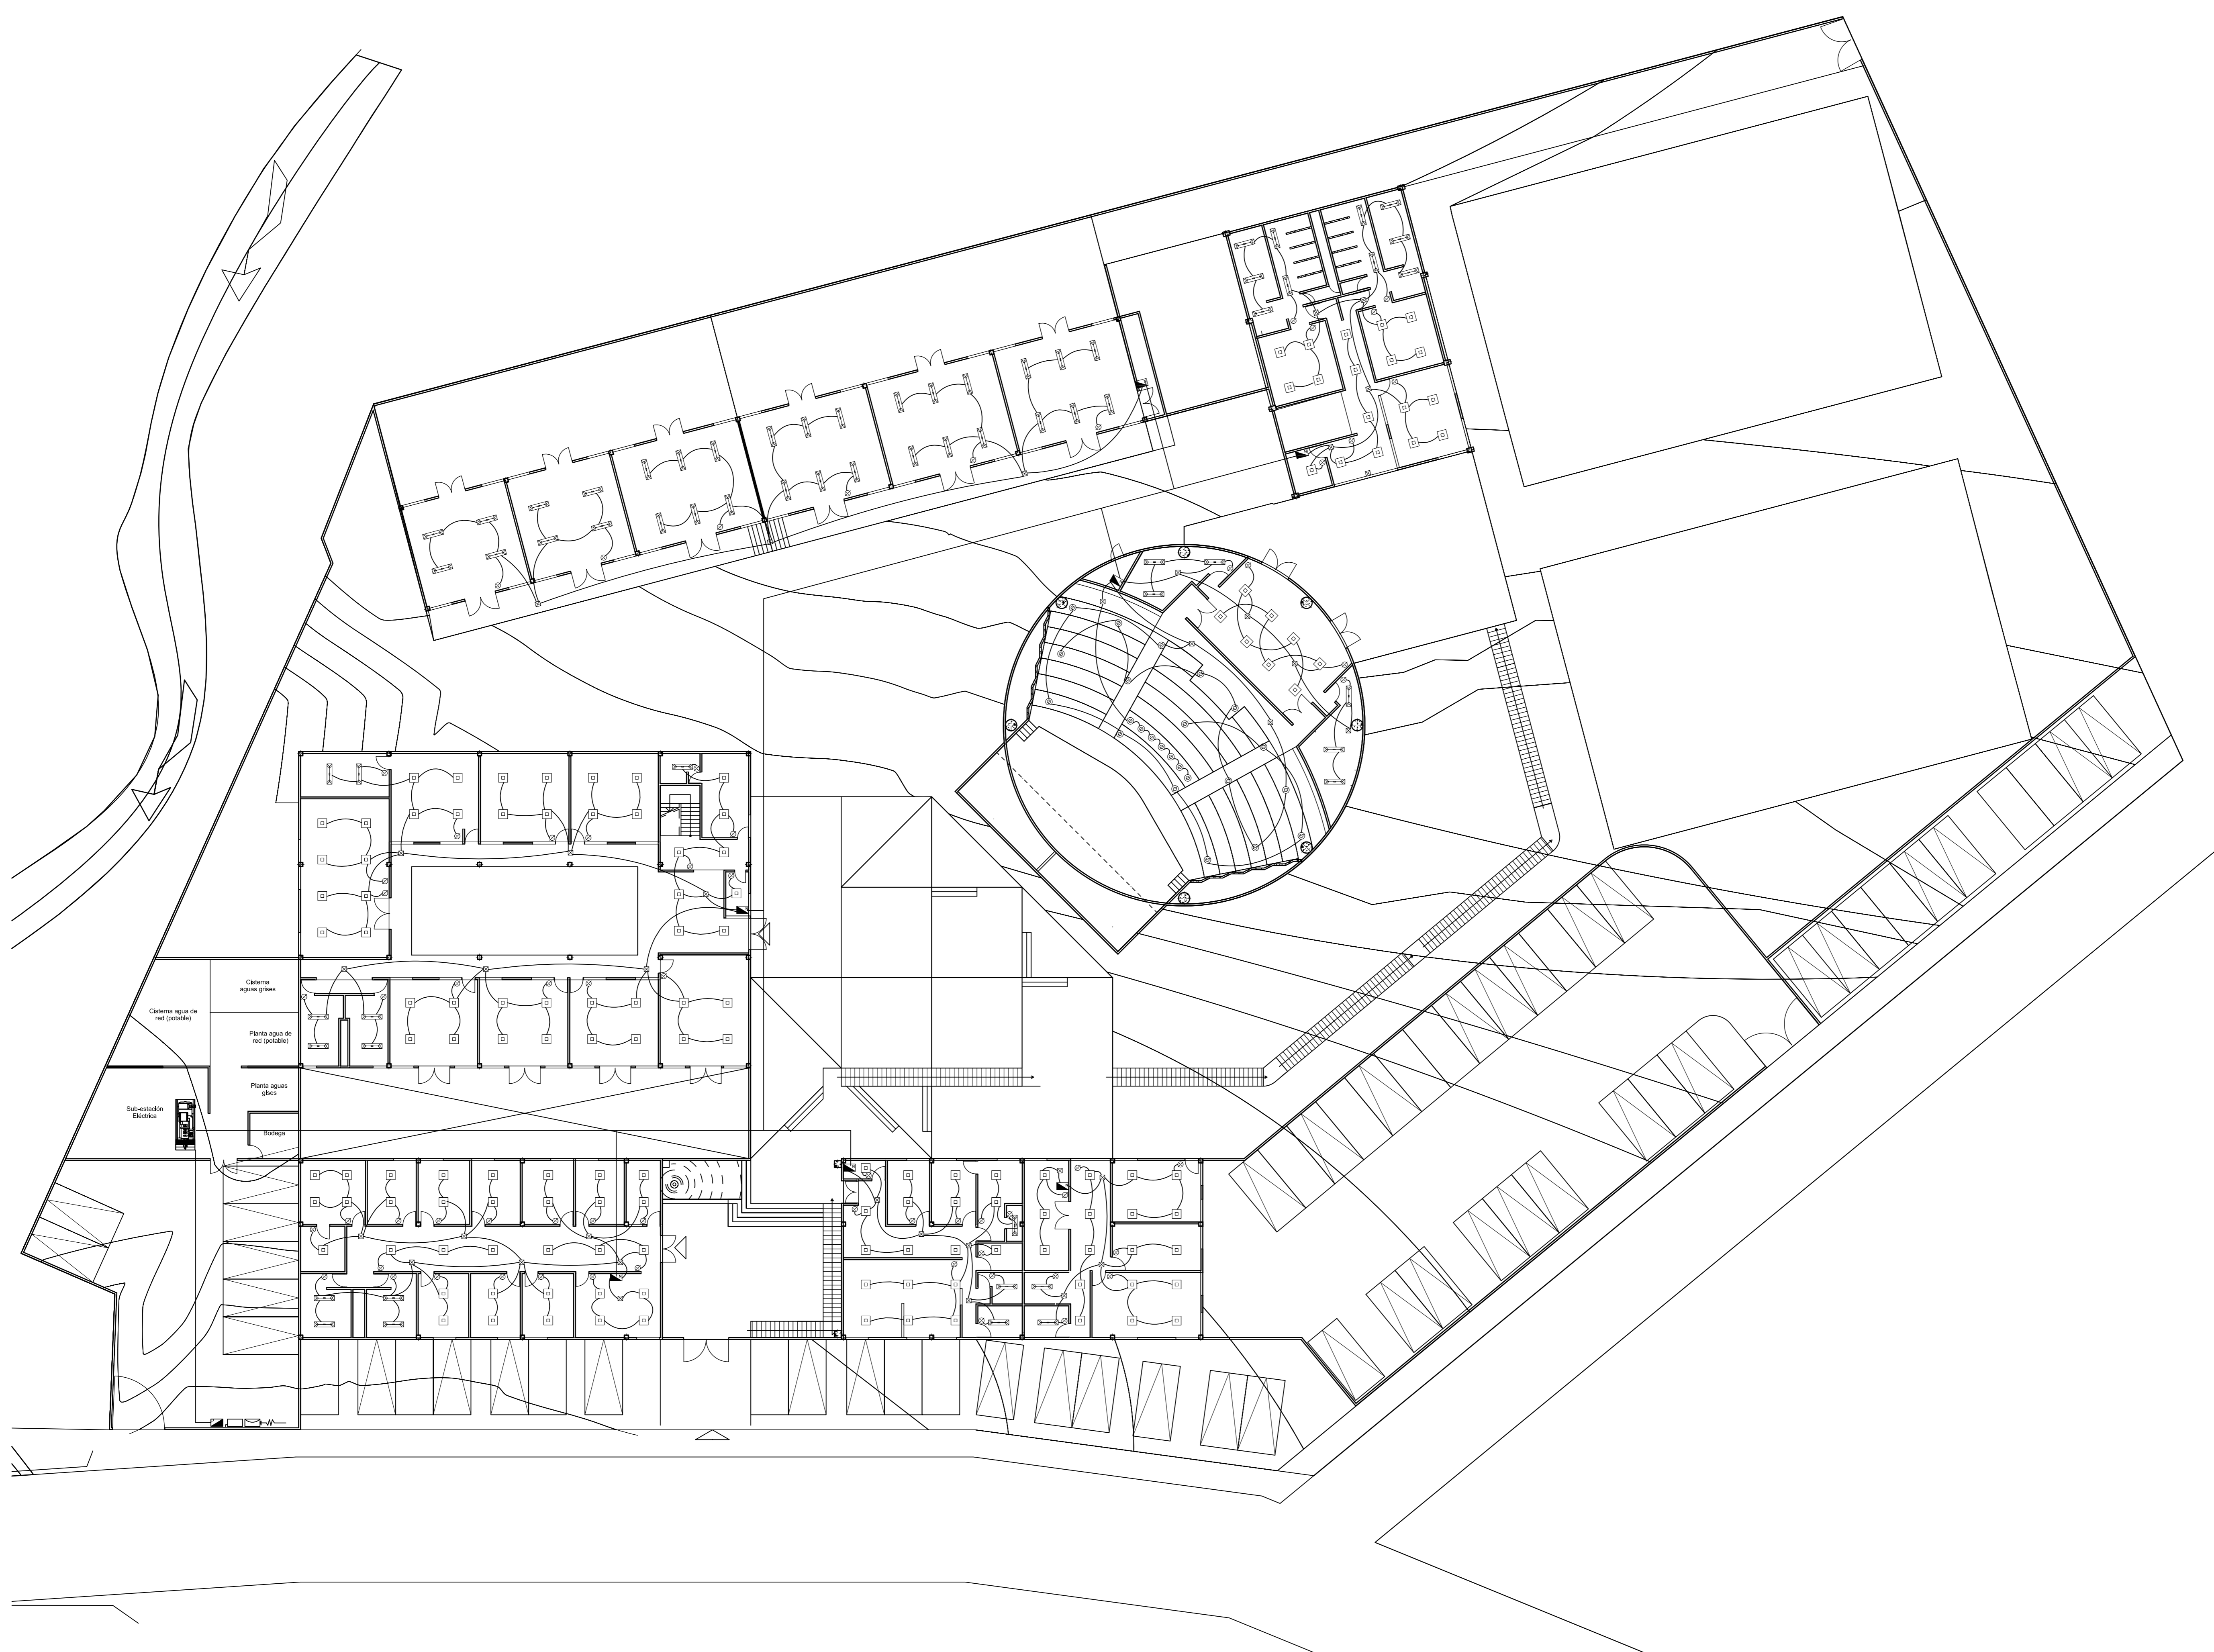 Cisterna
aguas grises
Cisterna agua de
red (potable)
Planta agua de
red (potable)
Planta aguas
gises
Sub-estación
Eléctrica
Bodega